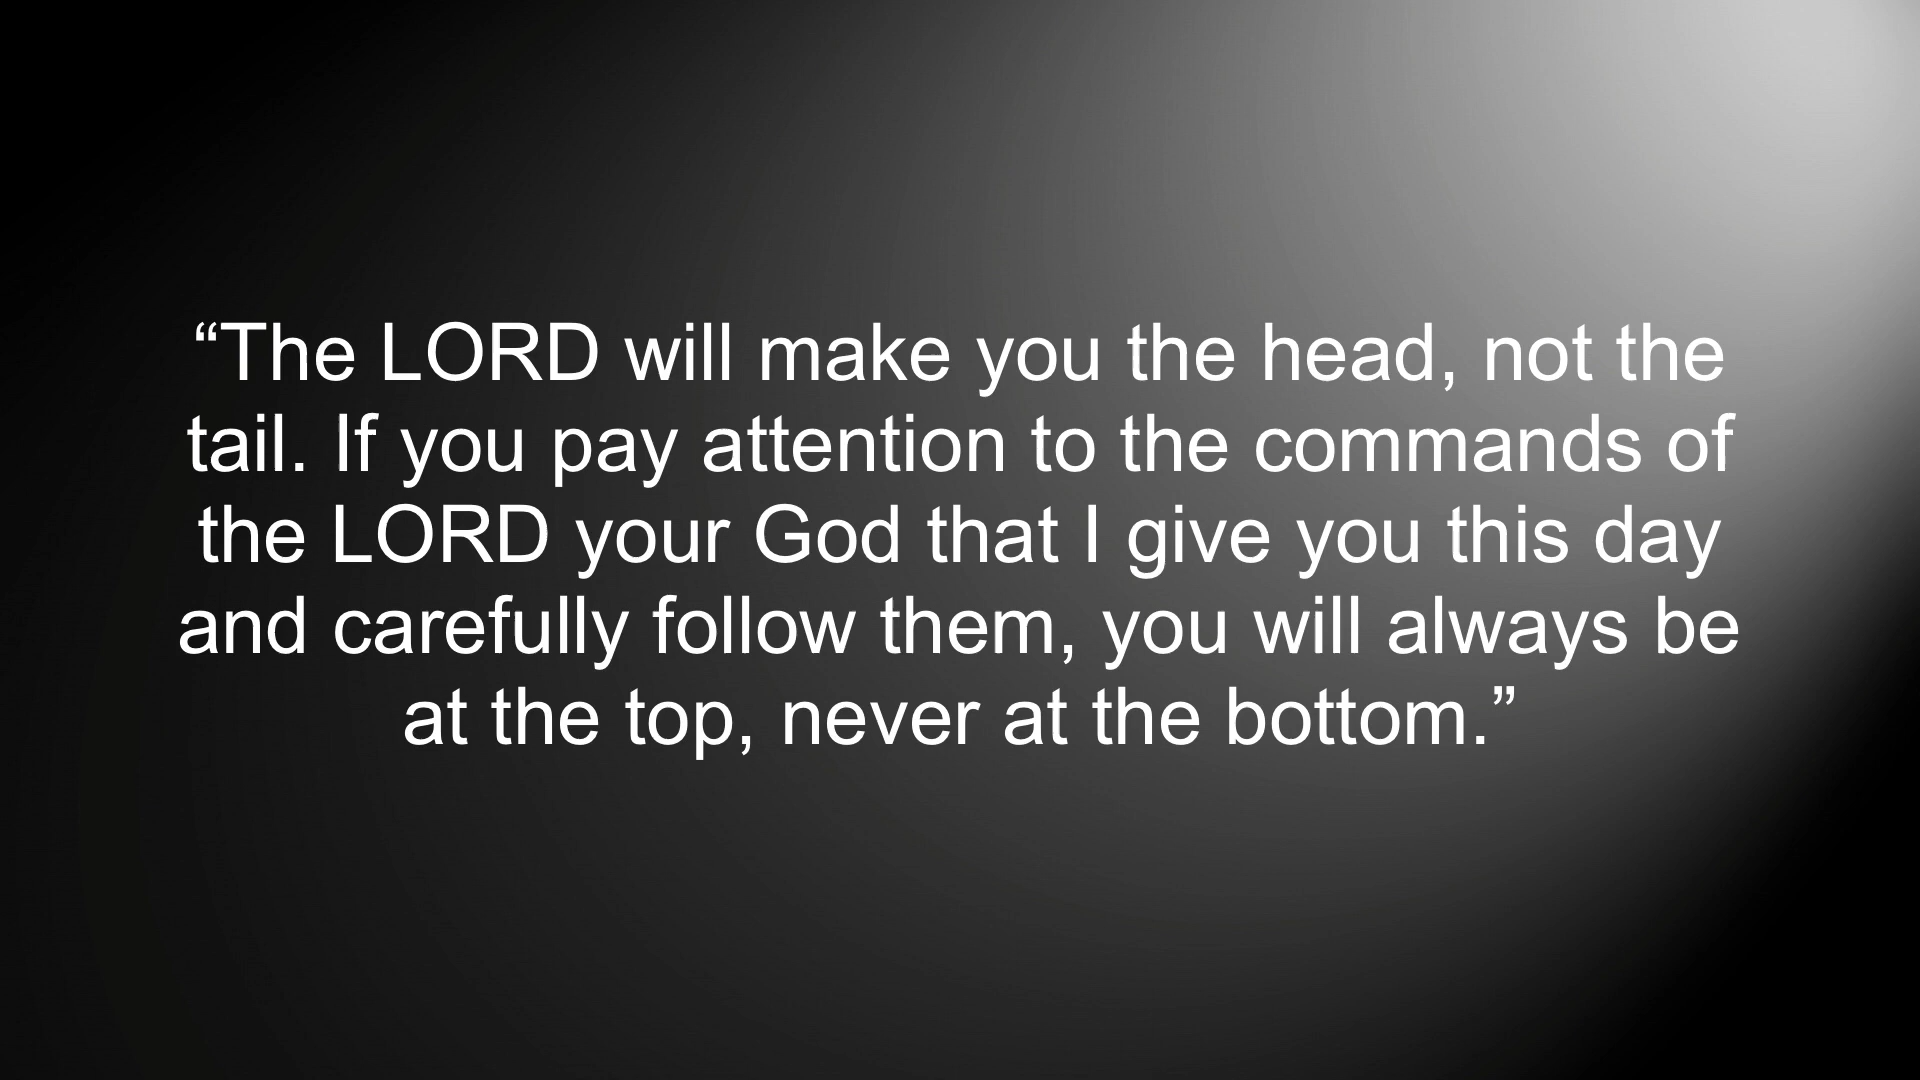 “The LORD will make you the head, not the
tail. If you pay attention to the commands of
the LORD your God that I give you this day
and carefully follow them, you will always be
at the top, never at the bottom.”